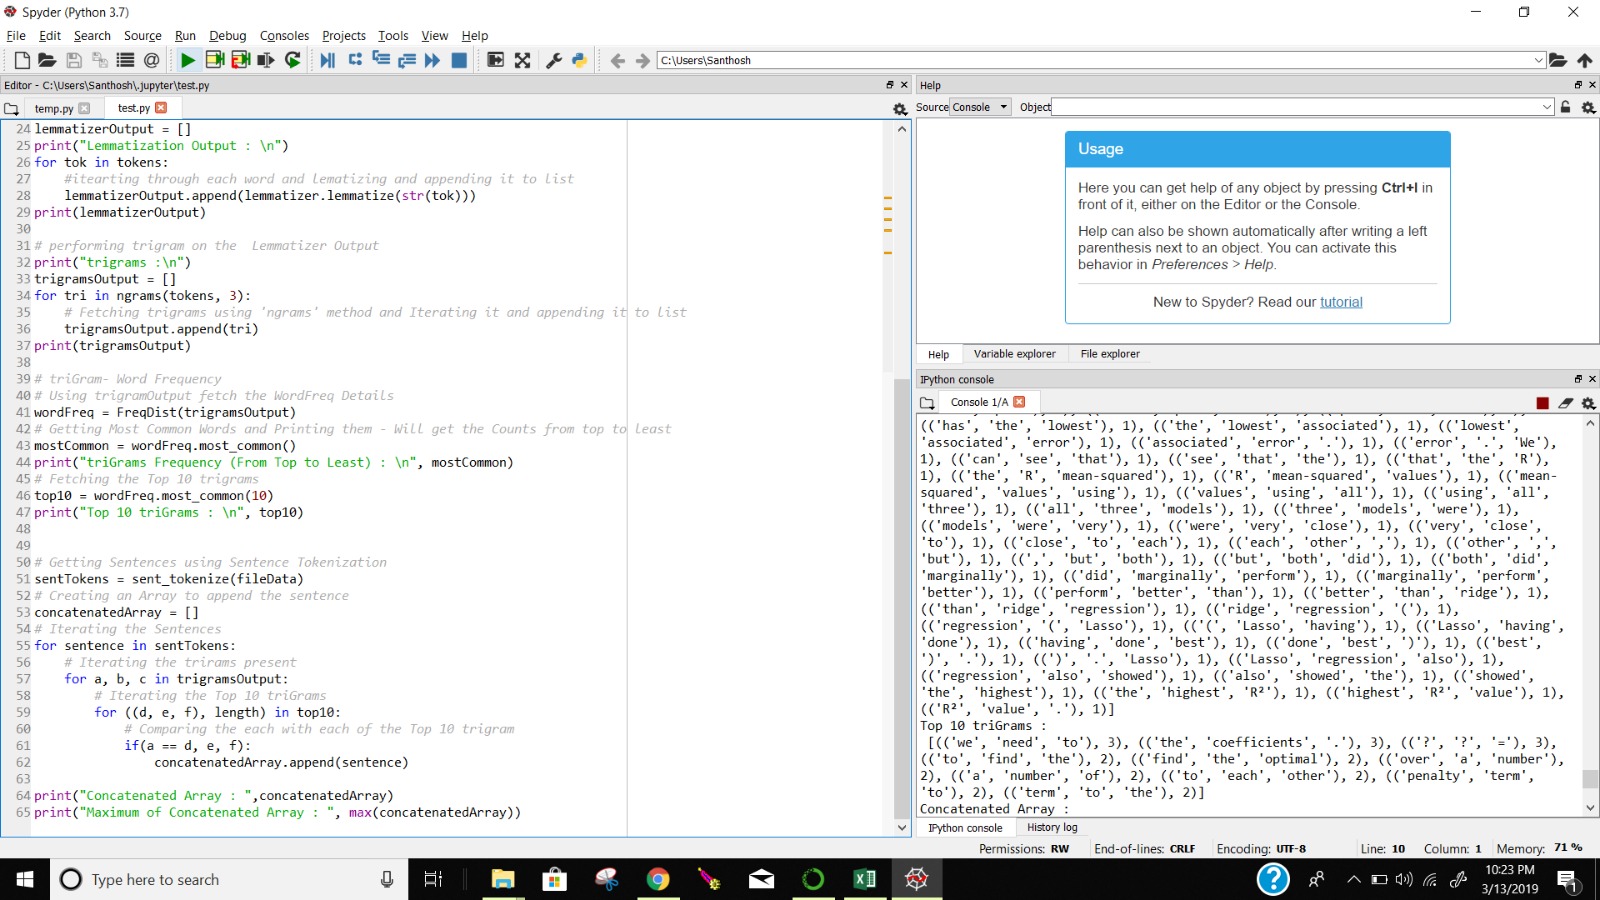 Spyder (Python 3.7)
File Edit Search Source Run Debug Consoles Projects Tools View Help
C:\Users\Santhosh
Editor - C:\Users\Santhosh\.jupyter\test.py
temp.py test.py
24 lemmatizerOutput = []
25 print("Lemmatization Output : \n")
26 for tok in tokens:
27 #itearting through each word and lematizing and appending it to list
28 lemmatizerOutput.append(lemmatizer.lemmatize(str(tok)))
29 print(lemmatizerOutput)
30
31 # performing trigram on the  Lemmatizer Output
32 print("trigrams :\n")
33 trigramsOutput = []
34 for tri in ngrams(tokens, 3):
35 # Fetching trigrams using 'ngrams' method and Iterating it and appending it to list
36 trigramsOutput.append(tri)
37 print(trigramsOutput)
38
39 # triGram- Word Frequency
40 # Using trigramOutput fetch the WordFreq Details
41 wordFreq = FreqDist(trigramsOutput)
42 # Getting Most Common Words and Printing them - Will get the Counts from top to least
43 mostCommon = wordFreq.most_common()
44 print("triGrams Frequency (From Top to Least) : \n", mostCommon)
45 # Fetching the Top 10 trigrams
46 top10 = wordFreq.most_common(10)
47 print("Top 10 triGrams : \n", top10)
48
49
50 # Getting Sentences using Sentence Tokenization
51 sentTokens = sent_tokenize(fileData)
52 # Creating an Array to append the sentence
53 concatenatedArray = []
54 # Iterating the Sentences
55 for sentence in sentTokens:
56 # Iterating the trirams present
57 for a, b, c in trigramsOutput:
58 # Iterating the Top 10 triGrams
59 for ((d, e, f), length) in top10:
60 # Comparing the each with each of the Top 10 trigram
61 if(a == d, e, f):
62 concatenatedArray.append(sentence)
63
64 print("Concatenated Array : ",concatenatedArray)
65 print("Maximum of Concatenated Array : ", max(concatenatedArray))
Help
Source Console Object
Usage
Here you can get help of any object by pressing Ctrl+I in
front of it, either on the Editor or the Console.
Help can also be shown automatically after writing a left
parenthesis next to an object. You can activate this
behavior in Preferences > Help.
New to Spyder? Read our tutorial
Help Variable explorer File explorer
IPython console
Console 1/A
(('has', 'the', 'lowest'), 1), (('the', 'lowest', 'associated'), 1), (('lowest',
'associated', 'error'), 1), (('associated', 'error', '.'), 1), (('error', '.', 'We'),
1), (('can', 'see', 'that'), 1), (('see', 'that', 'the'), 1), (('that', 'the', 'R'),
1), (('the', 'R', 'mean-squared'), 1), (('R', 'mean-squared', 'values'), 1), (('mean-
squared', 'values', 'using'), 1), (('values', 'using', 'all'), 1), (('using', 'all',
'three'), 1), (('all', 'three', 'models'), 1), (('three', 'models', 'were'), 1),
(('models', 'were', 'very'), 1), (('were', 'very', 'close'), 1), (('very', 'close',
'to'), 1), (('close', 'to', 'each'), 1), (('each', 'other', ','), 1), (('other', ',',
'but'), 1), ((',', 'but', 'both'), 1), (('but', 'both', 'did'), 1), (('both', 'did',
'marginally'), 1), (('did', 'marginally', 'perform'), 1), (('marginally', 'perform',
'better'), 1), (('perform', 'better', 'than'), 1), (('better', 'than', 'ridge'), 1),
(('than', 'ridge', 'regression'), 1), (('ridge', 'regression', '('), 1),
(('regression', '(', 'Lasso'), 1), (('(', 'Lasso', 'having'), 1), (('Lasso', 'having',
'done'), 1), (('having', 'done', 'best'), 1), (('done', 'best', ')'), 1), (('best',
')', '.'), 1), ((')', '.', 'Lasso'), 1), (('Lasso', 'regression', 'also'), 1),
(('regression', 'also', 'showed'), 1), (('also', 'showed', 'the'), 1), (('showed',
'the', 'highest'), 1), (('the', 'highest', 'R²'), 1), (('highest', 'R²', 'value'), 1),
(('R²', 'value', '.'), 1)]
Top 10 triGrams :
[(('we', 'need', 'to'), 3), (('the', 'coefficients', '.'), 3), (('?', '?', '='), 3),
(('to', 'find', 'the'), 2), (('find', 'the', 'optimal'), 2), (('over', 'a', 'number'),
2), (('a', 'number', 'of'), 2), (('to', 'each', 'other'), 2), (('penalty', 'term',
'to'), 2), (('term', 'to', 'the'), 2)]
Concatenated Array :
IPython console History log
Permissions: RW End-of-lines: CRLF Encoding: UTF-8 Line: 10 Column: 1 Memory: 71 %
Type here to search
10:23 PM
3/13/2019
1